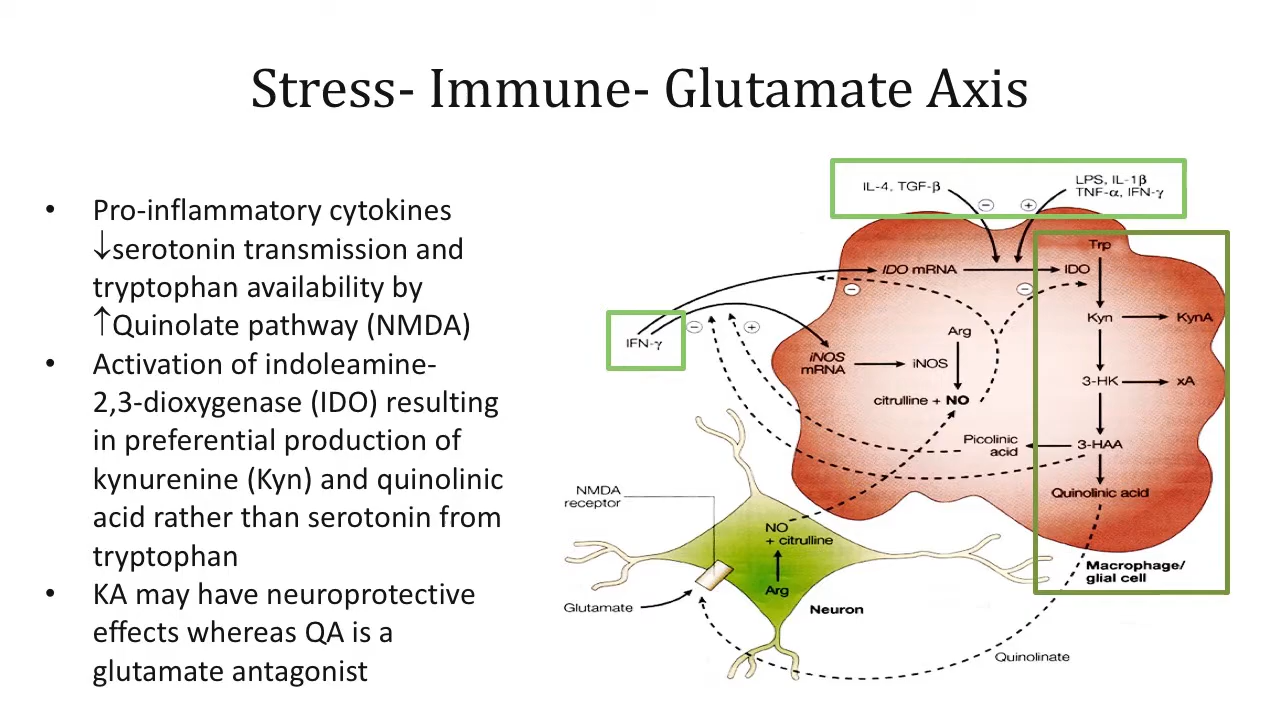 Stress- Immune- Glutamate Axis
• Pro-inflammatory cytokines
↓serotonin transmission and
tryptophan availability by
↑Quinolate pathway (NMDA)
• Activation of indoleamine-
2,3-dioxygenase (IDO) resulting
in preferential production of
kynurenine (Kyn) and quinolinic
acid rather than serotonin from
tryptophan
• KA may have neuroprotective
effects whereas QA is a
glutamate antagonist
IL-4, TGF-β
LPS, IL-1β
TNF-α, IFN-γ
−
+
Trp
IDO mRNA
IDO
−
−
Kyn
KynA
IFN-γ
−
+
Arg
iNOS
mRNA
iNOS
3-HK
xA
citrulline + NO
Picolinic
acid
3-HAA
Quinolinic acid
NMDA
receptor
NO
+ citrulline
Arg
Macrophage/
glial cell
Glutamate
Neuron
Quinolinate